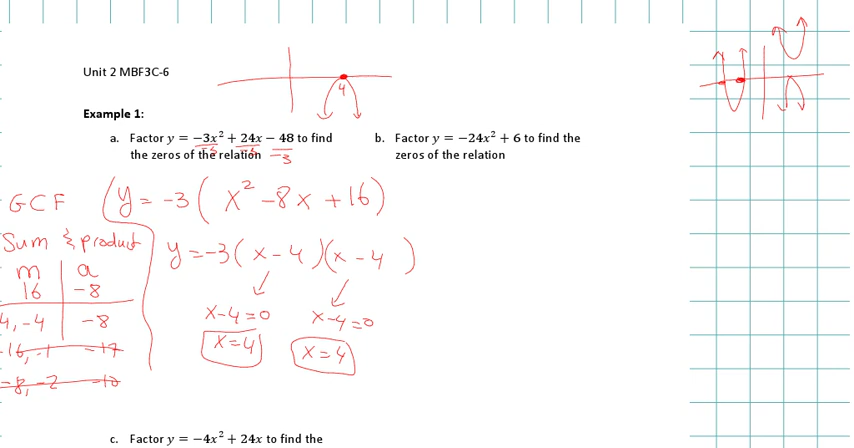 Unit 2 MBF3C-6
4
Example 1:
a. Factor y = −3x² + 24x − 48 to find
the zeros of the relation
−3 −3 −3
b. Factor y = −24x² + 6 to find the
zeros of the relation
GCF
(y = -3(x² -8x +16)
Sum & product
m a
16 -8
4, -4 -8
-16, -1 -17
-8, -2 -10
y = -3(x - 4)(x - 4)
x-4=0 x-4=0
x=4 x=4
c. Factor y = −4x² + 24x to find the